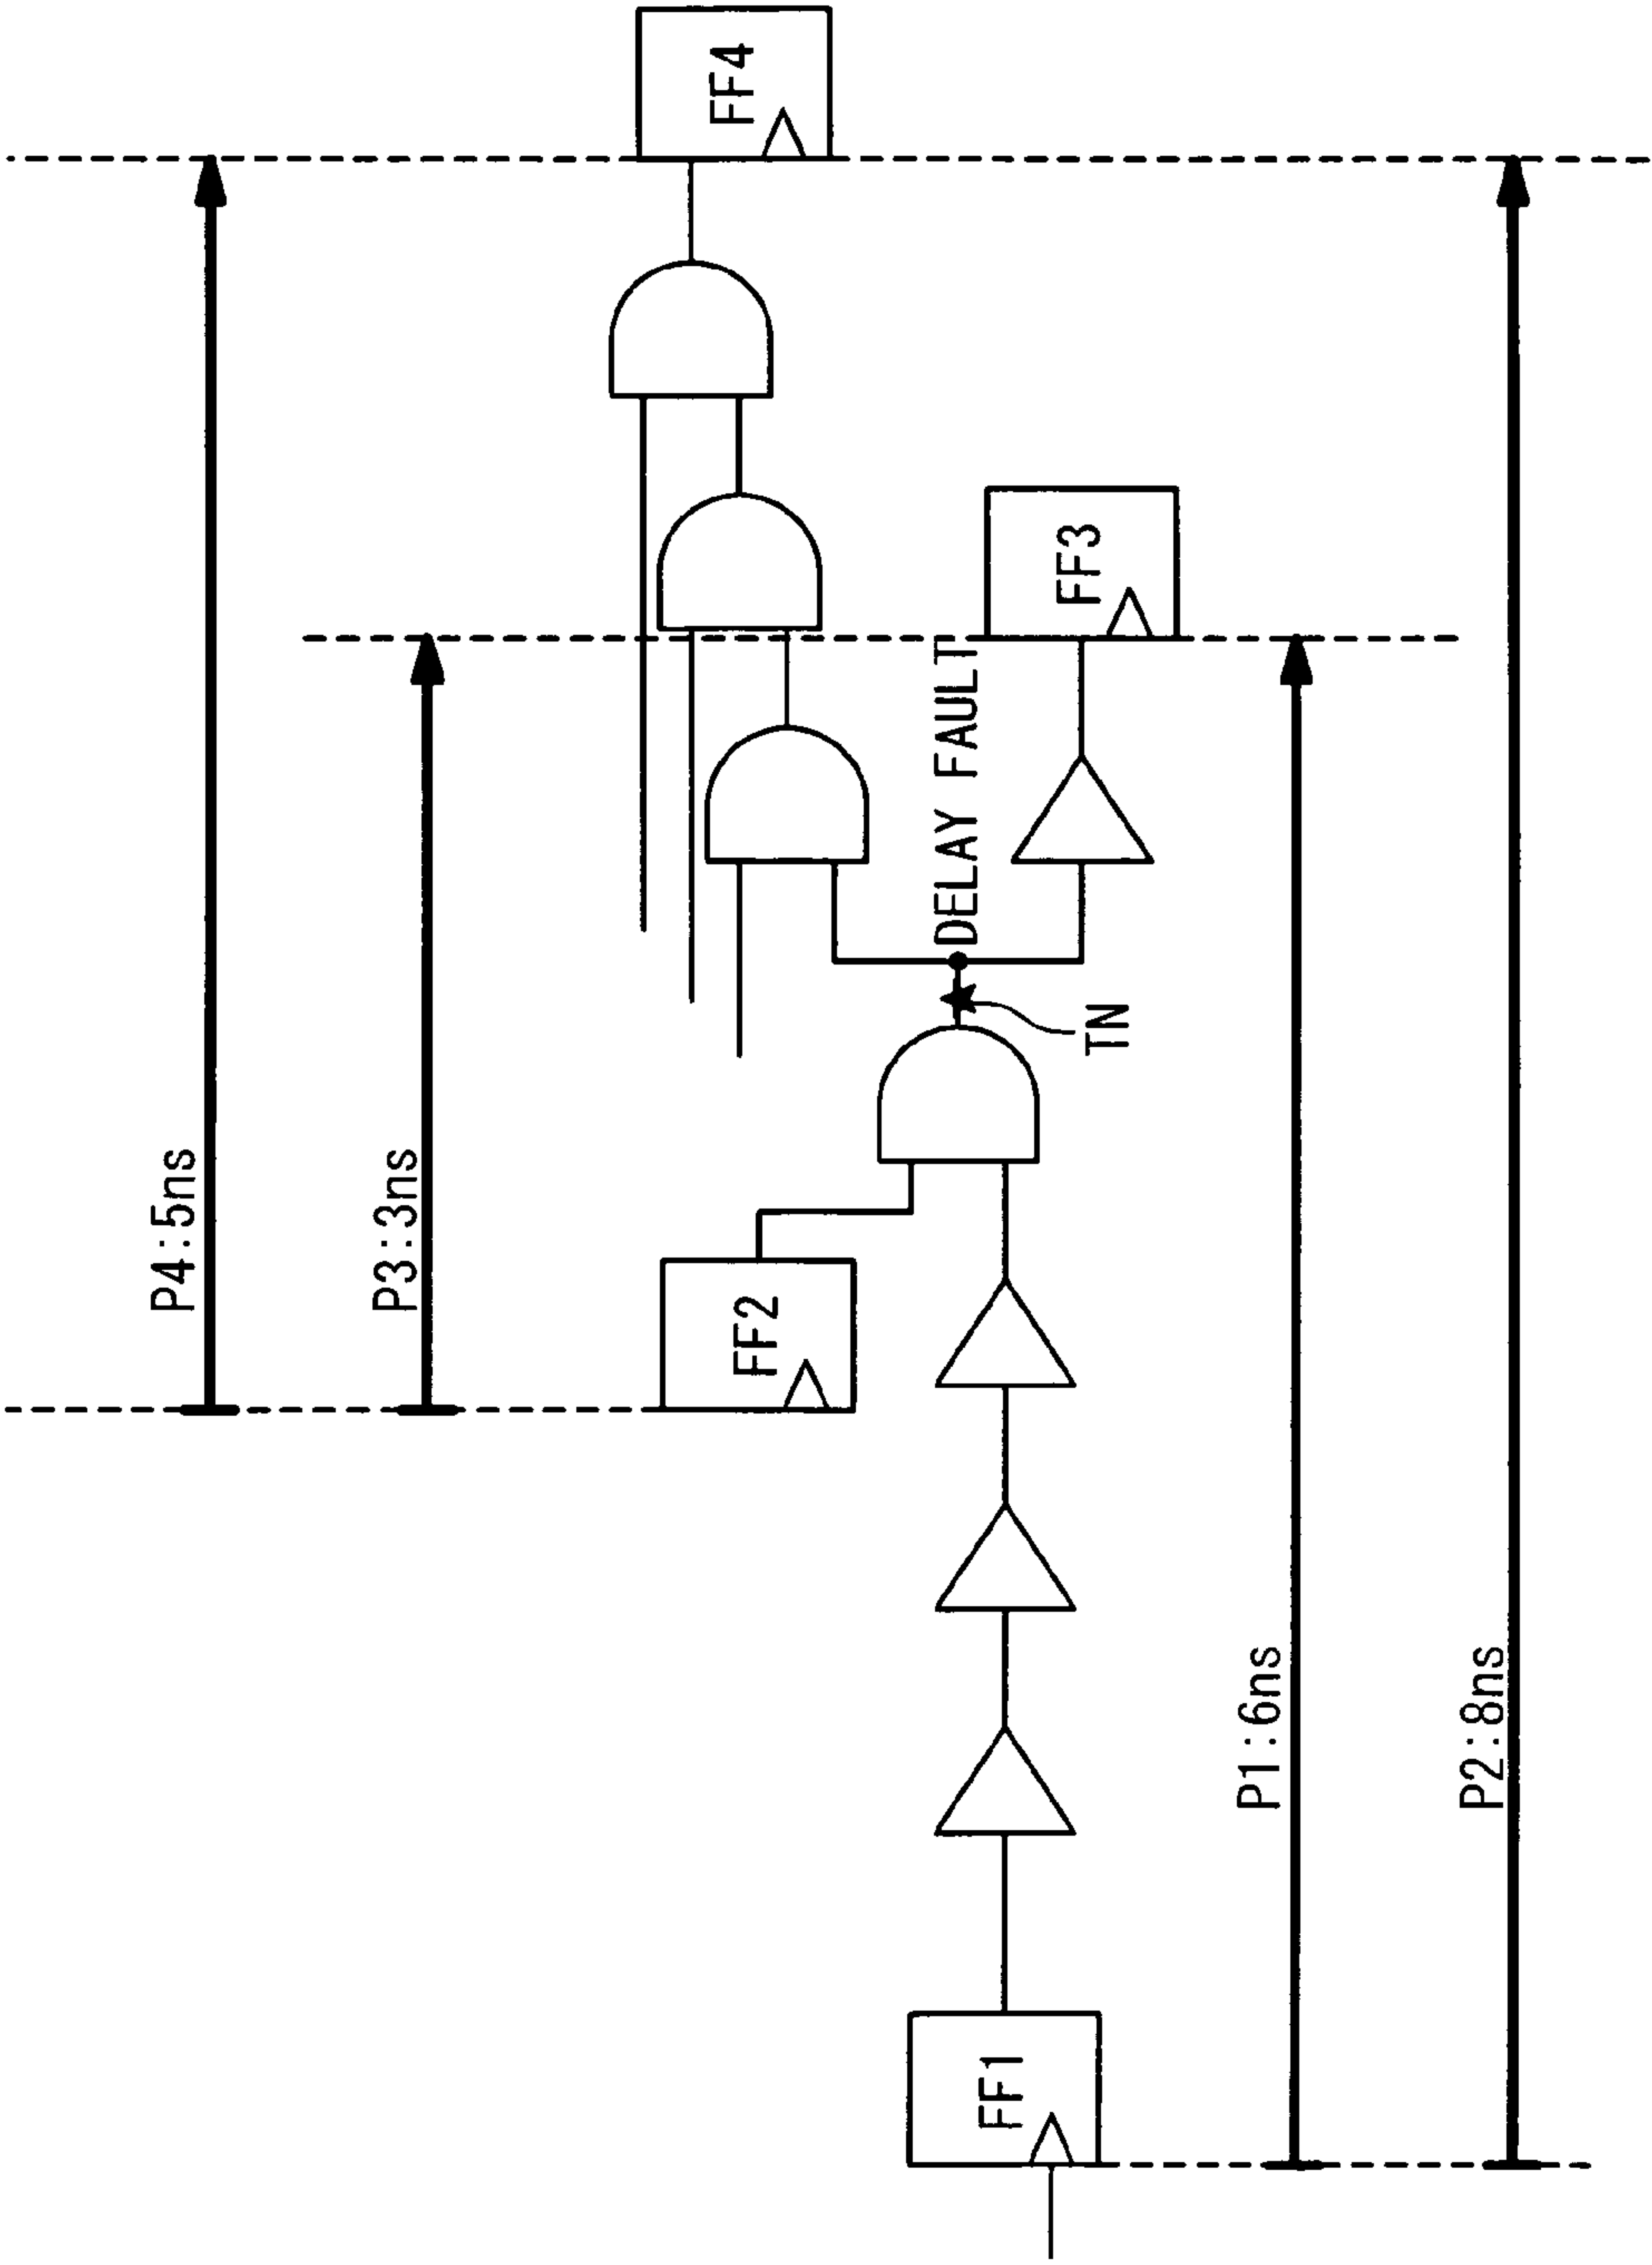 P4:5ns
P3:3ns
FF4
FF2
DELAY FAULT
FF3
TN
FF1
P1:6ns
P2:8ns